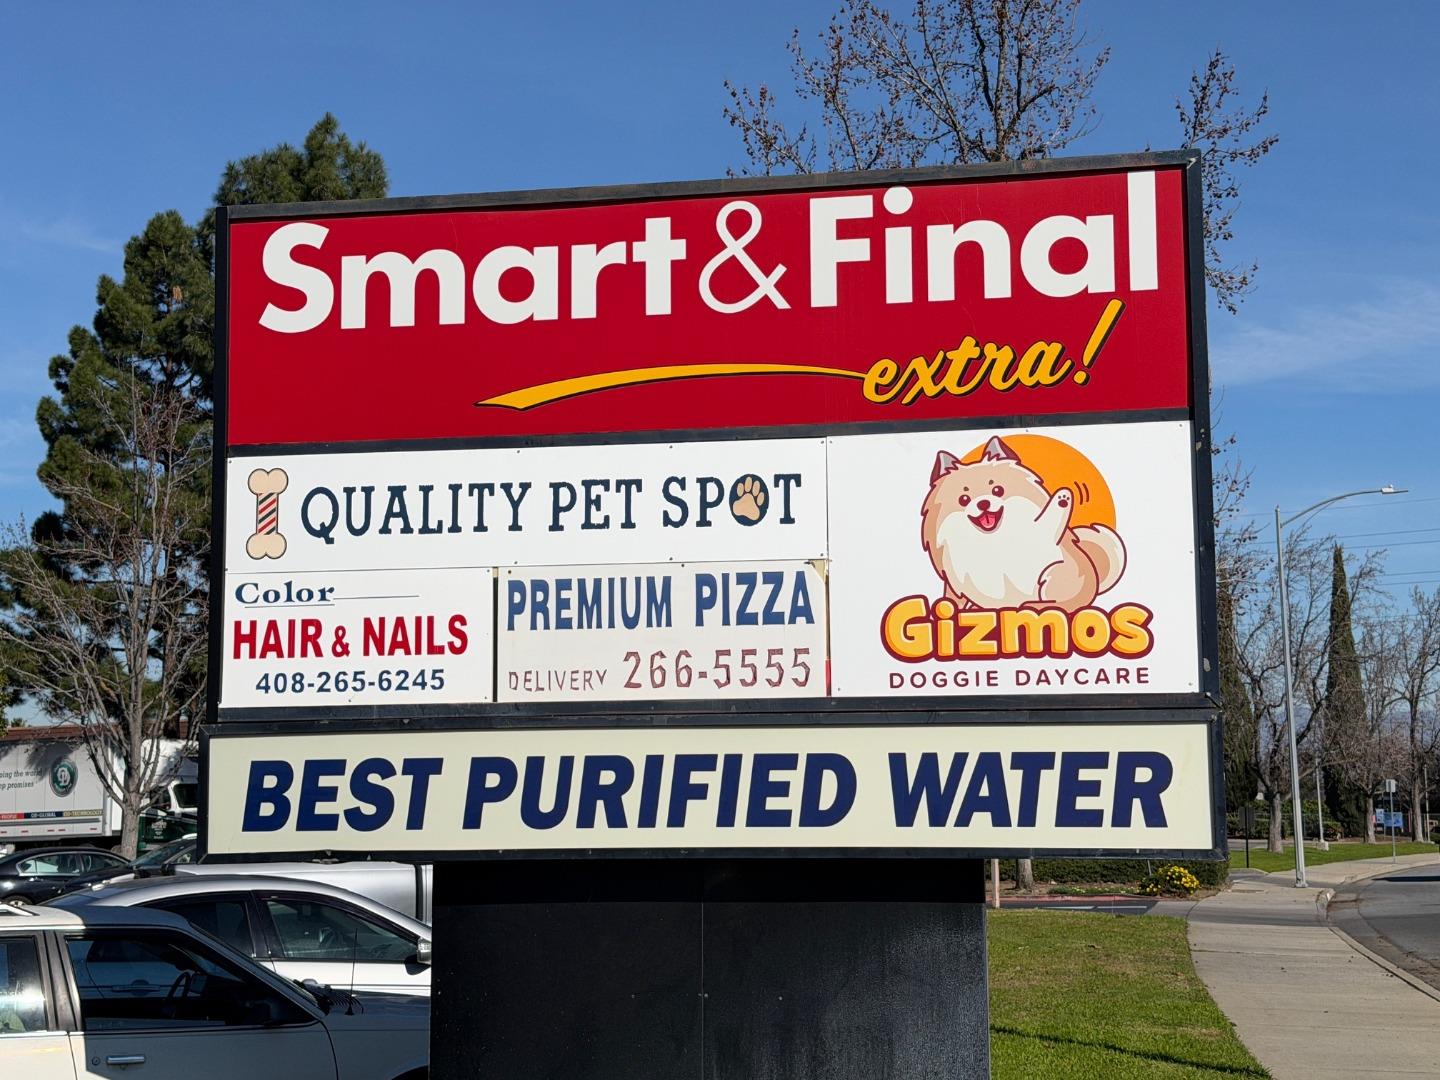 Smart & Final
extra!
QUALITY PET SPOT
Color
HAIR & NAILS
408-265-6245
PREMIUM PIZZA
DELIVERY 266-5555
Gizmos
DOGGIE DAYCARE
BEST PURIFIED WATER